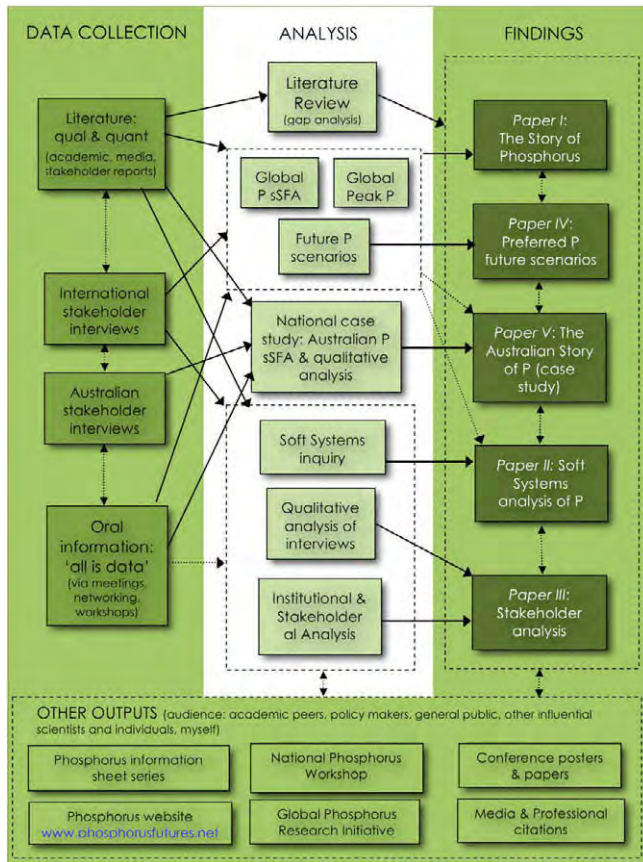 DATA COLLECTION
ANALYSIS
FINDINGS
Literature:
qual & quant
(academic, media,
stakeholder reports)
International
stakeholder
interviews
Australian
stakeholder
interviews
Oral
information:
'all is data'
(via meetings,
networking,
workshops)
Literature
Review
(gap analysis)
Global
P sSFA
Global
Peak P
Future P
scenarios
National case
study: Australian P
sSFA & qualitative
analysis
Soft Systems
inquiry
Qualitative
analysis of
interviews
Institutional &
Stakeholder
al Analysis
Paper I:
The Story of
Phosphorus
Paper IV:
Preferred P
future scenarios
Paper V: The
Australian Story
of P (case
study)
Paper II: Soft
Systems
analysis of P
Paper III:
Stakeholder
analysis
OTHER OUTPUTS (audience: academic peers, policy makers, general public, other influential
scientists and individuals, myself)
Phosphorus information
sheet series
National Phosphorus
Workshop
Conference posters
& papers
Phosphorus website
www.phosphorusfutures.net
Global Phosphorus
Research Initiative
Media & Professional
citations